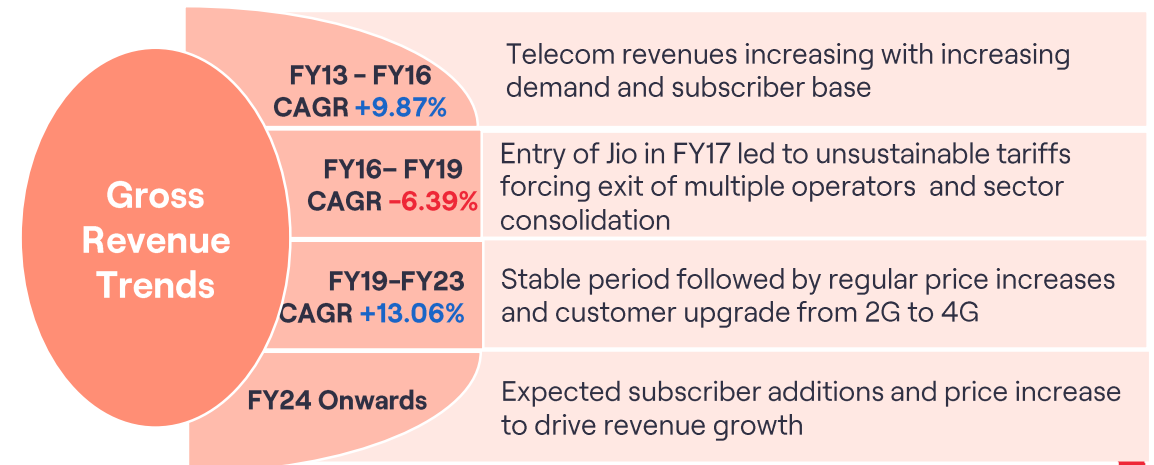 Gross
Revenue
Trends
FY13 – FY16
CAGR +9.87%
Telecom revenues increasing with increasing
demand and subscriber base
FY16– FY19
CAGR –6.39%
Entry of Jio in FY17 led to unsustainable tariffs
forcing exit of multiple operators  and sector
consolidation
FY19–FY23
CAGR +13.06%
Stable period followed by regular price increases
and customer upgrade from 2G to 4G
FY24 Onwards
Expected subscriber additions and price increase
to drive revenue growth